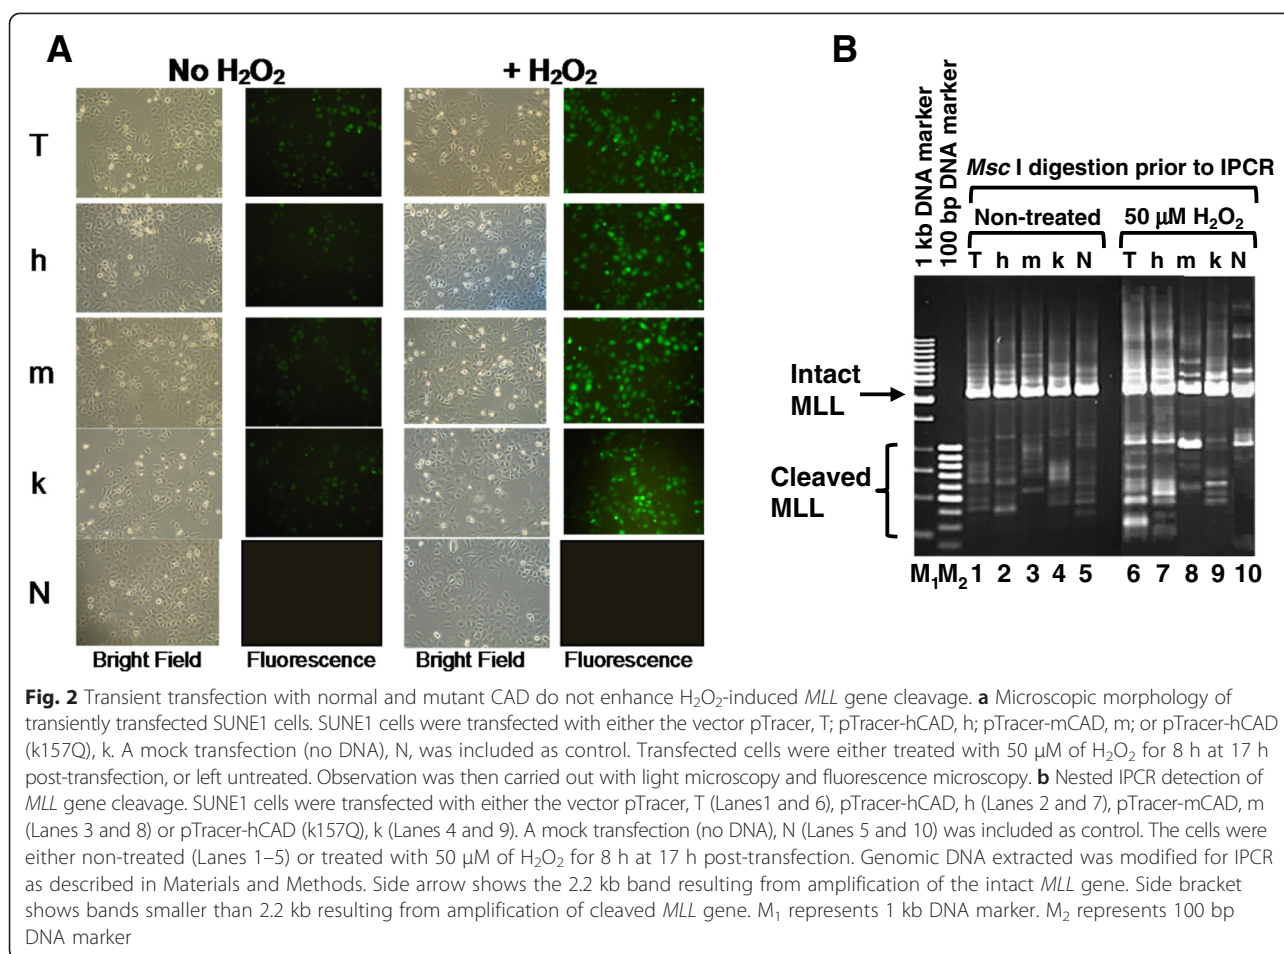 A
No H₂O₂
+ H₂O₂
T
h
m
k
N
Bright Field
Fluorescence
Bright Field
Fluorescence
B
1 kb DNA marker
100 bp DNA marker
Msc I digestion prior to IPCR
Non-treated
50 µM H₂O₂
T h m k N
T h m k N
Intact
MLL
Cleaved
MLL
M₁ M₂ 1 2 3 4 5 6 7 8 9 10
Fig. 2 Transient transfection with normal and mutant CAD do not enhance H₂O₂-induced MLL gene cleavage. a Microscopic morphology of
transiently transfected SUNE1 cells. SUNE1 cells were transfected with either the vector pTracer, T; pTracer-hCAD, h; pTracer-mCAD, m; or pTracer-hCAD
(k157Q), k. A mock transfection (no DNA), N, was included as control. Transfected cells were either treated with 50 µM of H₂O₂ for 8 h at 17 h
post-transfection, or left untreated. Observation was then carried out with light microscopy and fluorescence microscopy. b Nested IPCR detection of
MLL gene cleavage. SUNE1 cells were transfected with either the vector pTracer, T (Lanes1 and 6), pTracer-hCAD, h (Lanes 2 and 7), pTracer-mCAD, m
(Lanes 3 and 8) or pTracer-hCAD (k157Q), k (Lanes 4 and 9). A mock transfection (no DNA), N (Lanes 5 and 10) was included as control. The cells were
either non-treated (Lanes 1–5) or treated with 50 µM of H₂O₂ for 8 h at 17 h post-transfection. Genomic DNA extracted was modified for IPCR
as described in Materials and Methods. Side arrow shows the 2.2 kb band resulting from amplification of the intact MLL gene. Side bracket
shows bands smaller than 2.2 kb resulting from amplification of cleaved MLL gene. M₁ represents 1 kb DNA marker. M₂ represents 100 bp
DNA marker